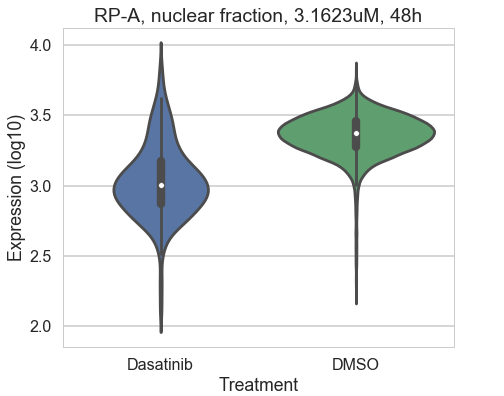 RP-A, nuclear fraction, 3.1623uM, 48h
Expression (log10)
4.0
3.5
3.0
2.5
2.0
Dasatinib DMSO
Treatment